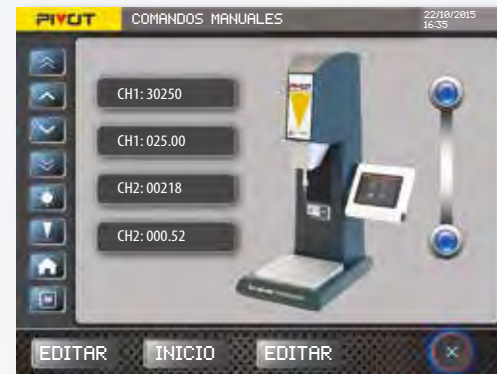 PIVOT
COMANDOS MANUALES
22/10/2015
16:35
CH1: 30250
CH1: 025.00
CH2: 00218
CH2: 000.52
EDITAR
INICIO
EDITAR